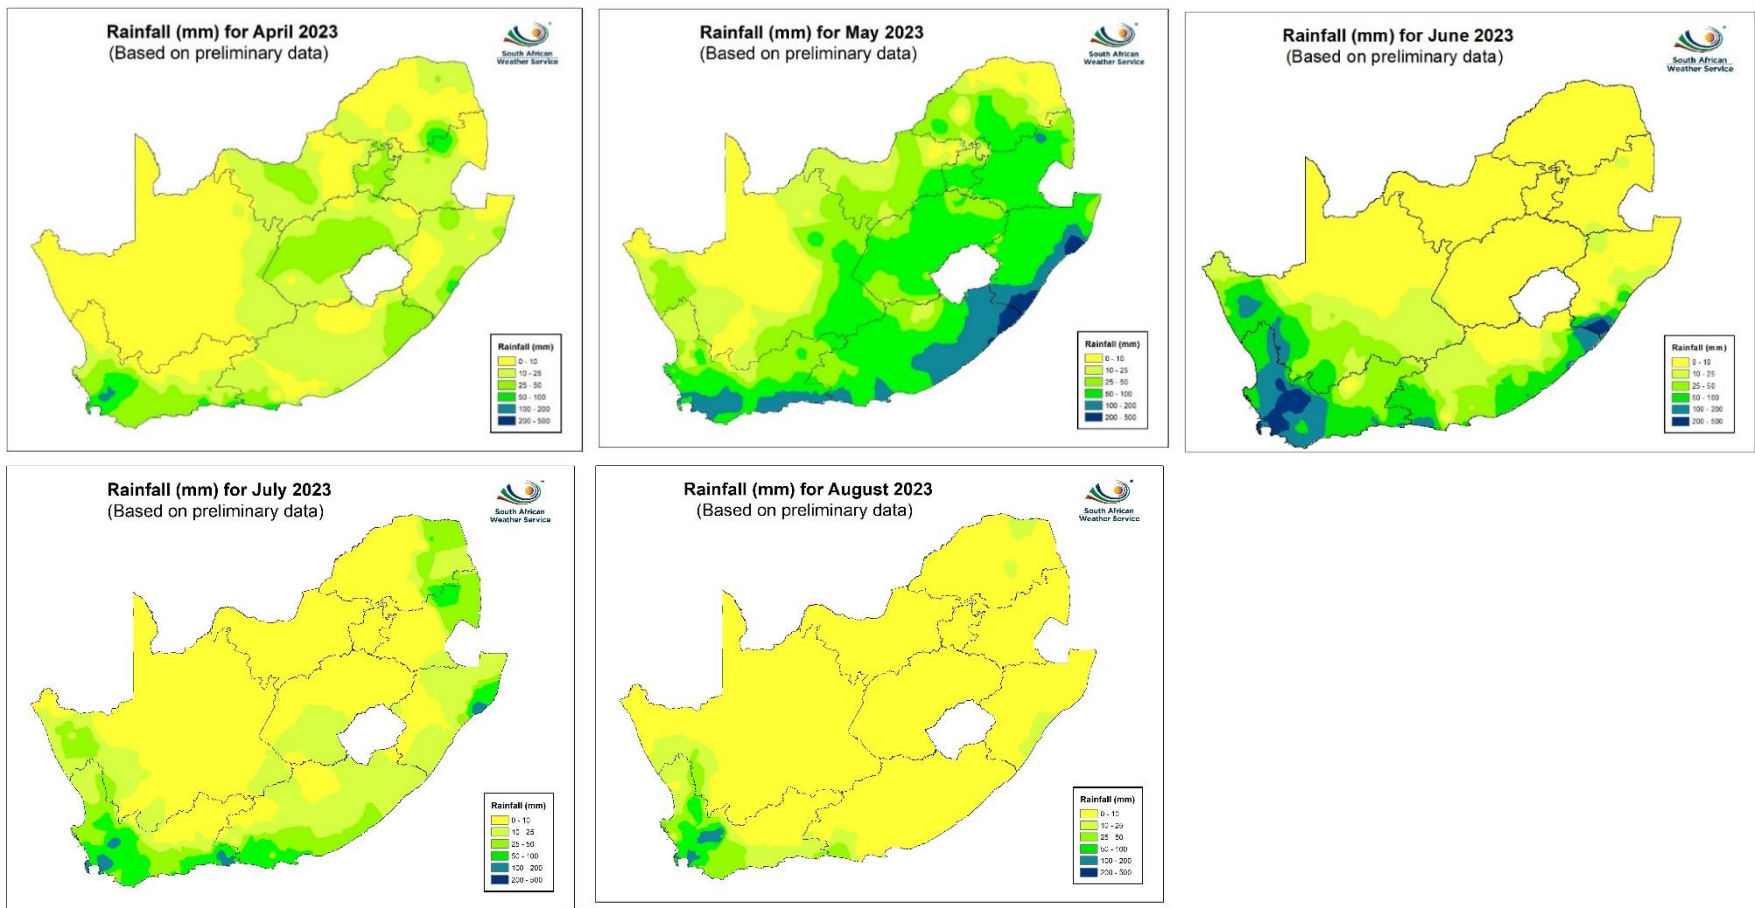 Rainfall (mm) for April 2023
(Based on preliminary data)
South African
Weather Service
Rainfall (mm)
0 - 10
10 - 25
25 - 50
50 - 100
100 - 200
200 - 500
Rainfall (mm) for May 2023
(Based on preliminary data)
South African
Weather Service
Rainfall (mm)
0 - 10
10 - 25
25 - 50
50 - 100
100 - 200
200 - 500
Rainfall (mm) for June 2023
(Based on preliminary data)
South African
Weather Service
Rainfall (mm)
0 - 10
10 - 25
25 - 50
50 - 100
100 - 200
200 - 500
Rainfall (mm) for July 2023
(Based on preliminary data)
South African
Weather Service
Rainfall (mm)
0 - 10
10 - 25
25 - 50
50 - 100
100 - 200
200 - 500
Rainfall (mm) for August 2023
(Based on preliminary data)
South African
Weather Service
Rainfall (mm)
0 - 10
10 - 25
25 - 50
50 - 100
100 - 200
200 - 500